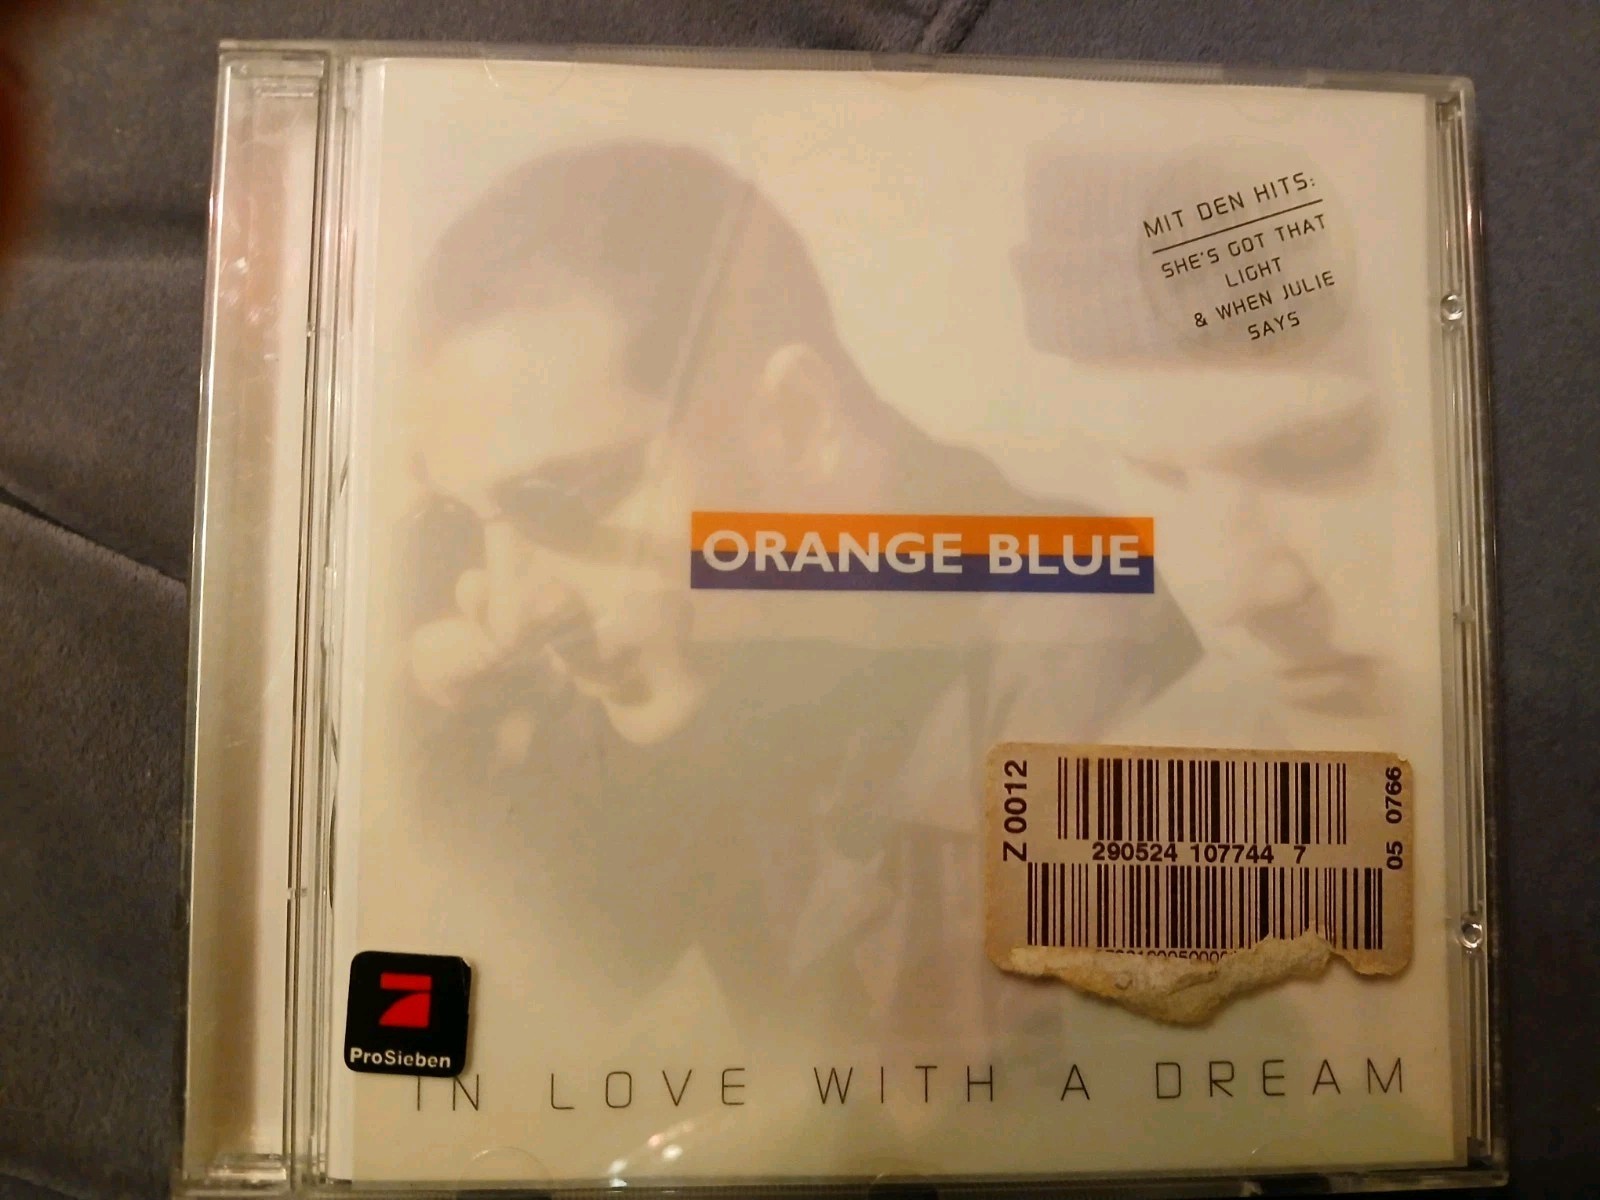 MIT DEN HITS:
SHE'S GOT THAT
LIGHT
& WHEN JULIE
SAYS
ORANGE BLUE
Z 0012
290524 107744 7
05 0766
ProSieben
IN LOVE WITH A DREAM